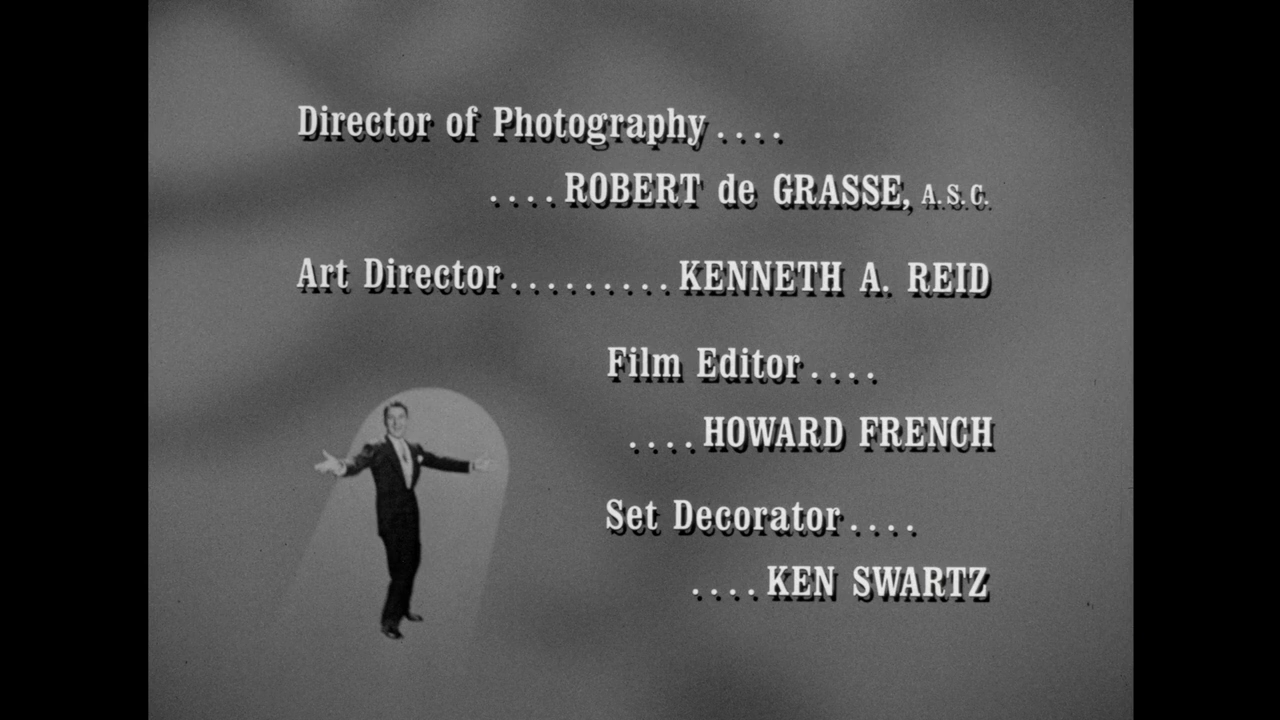 Director of Photography ....
.... ROBERT de GRASSE, A.S.C.
Art Director ......... KENNETH A. REID
Film Editor ....
.... HOWARD FRENCH
Set Decorator ....
.... KEN SWARTZ